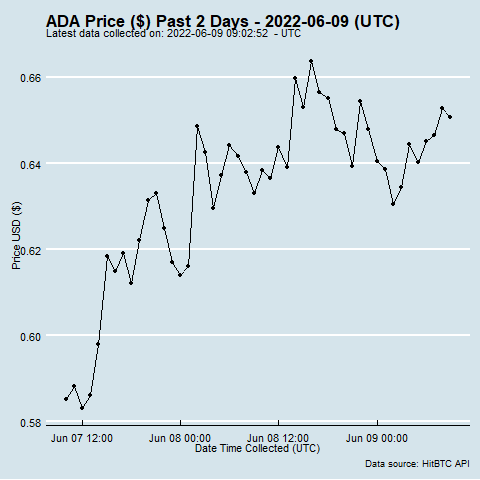 ADA Price ($) Past 2 Days - 2022-06-09 (UTC)
Latest data collected on: 2022-06-09 09:02:52 - UTC
0.66
0.64
0.62
0.60
0.58
Price USD ($)
Jun 07 12:00
Jun 08 00:00
Jun 08 12:00
Jun 09 00:00
Date Time Collected (UTC)
Data source: HitBTC API